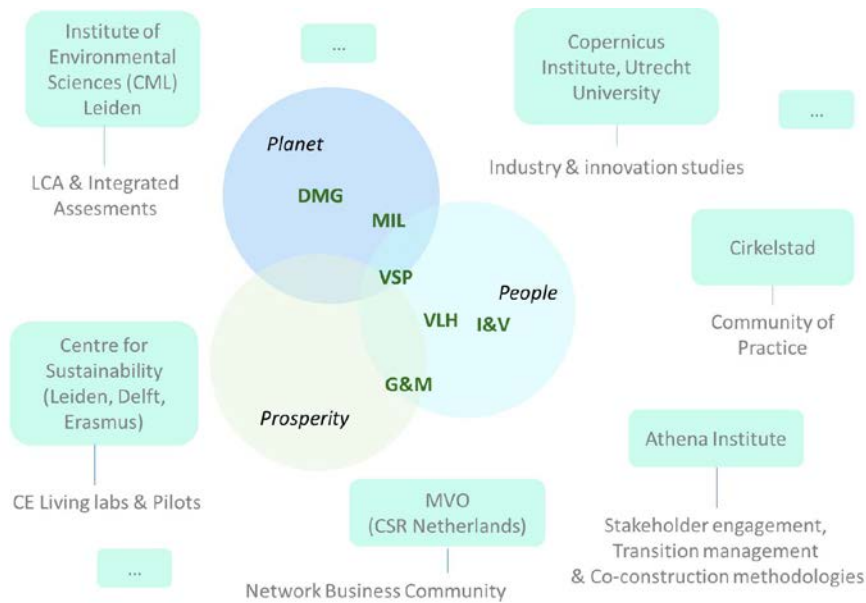 Institute of
Environmental
Sciences (CML)
Leiden
LCA & Integrated
Assesments
...
Copernicus
Institute, Utrecht
University
Industry & innovation studies
...
Planet
DMG
MIL
VSP
People
VLH
I&V
G&M
Prosperity
Cirkelstad
Community of
Practice
Centre for
Sustainability
(Leiden, Delft,
Erasmus)
CE Living labs & Pilots
...
MVO
(CSR Netherlands)
Network Business Community
Athena Institute
Stakeholder engagement,
Transition management
& Co-construction methodologies